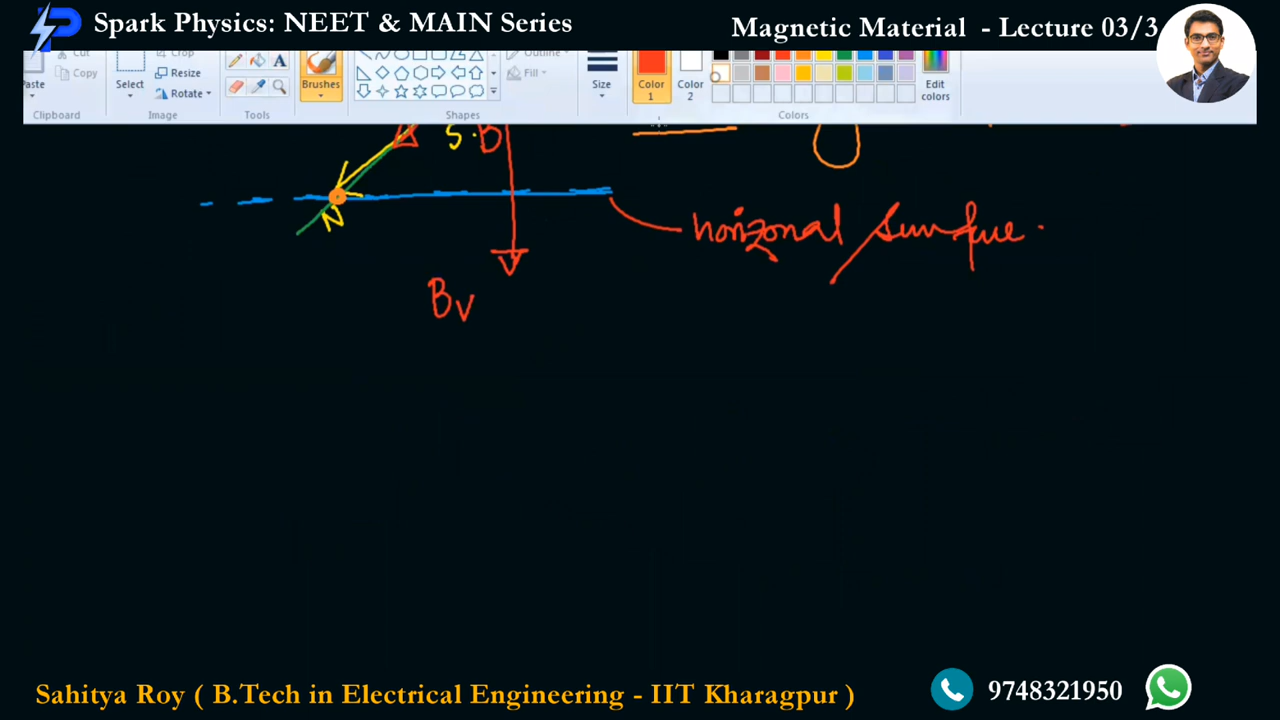 Spark Physics: NEET & MAIN Series
Magnetic Material - Lecture 03/3
Cut
Crop
Outline
Paste
Copy
Select
Resize
Rotate
Brushes
Fill
Size
Color
1
Color
2
Edit
colors
Clipboard
Image
Tools
Shapes
Colors
S. B
N
horizonal
Bv
Sahitya Roy ( B.Tech in Electrical Engineering - IIT Kharagpur )
9748321950